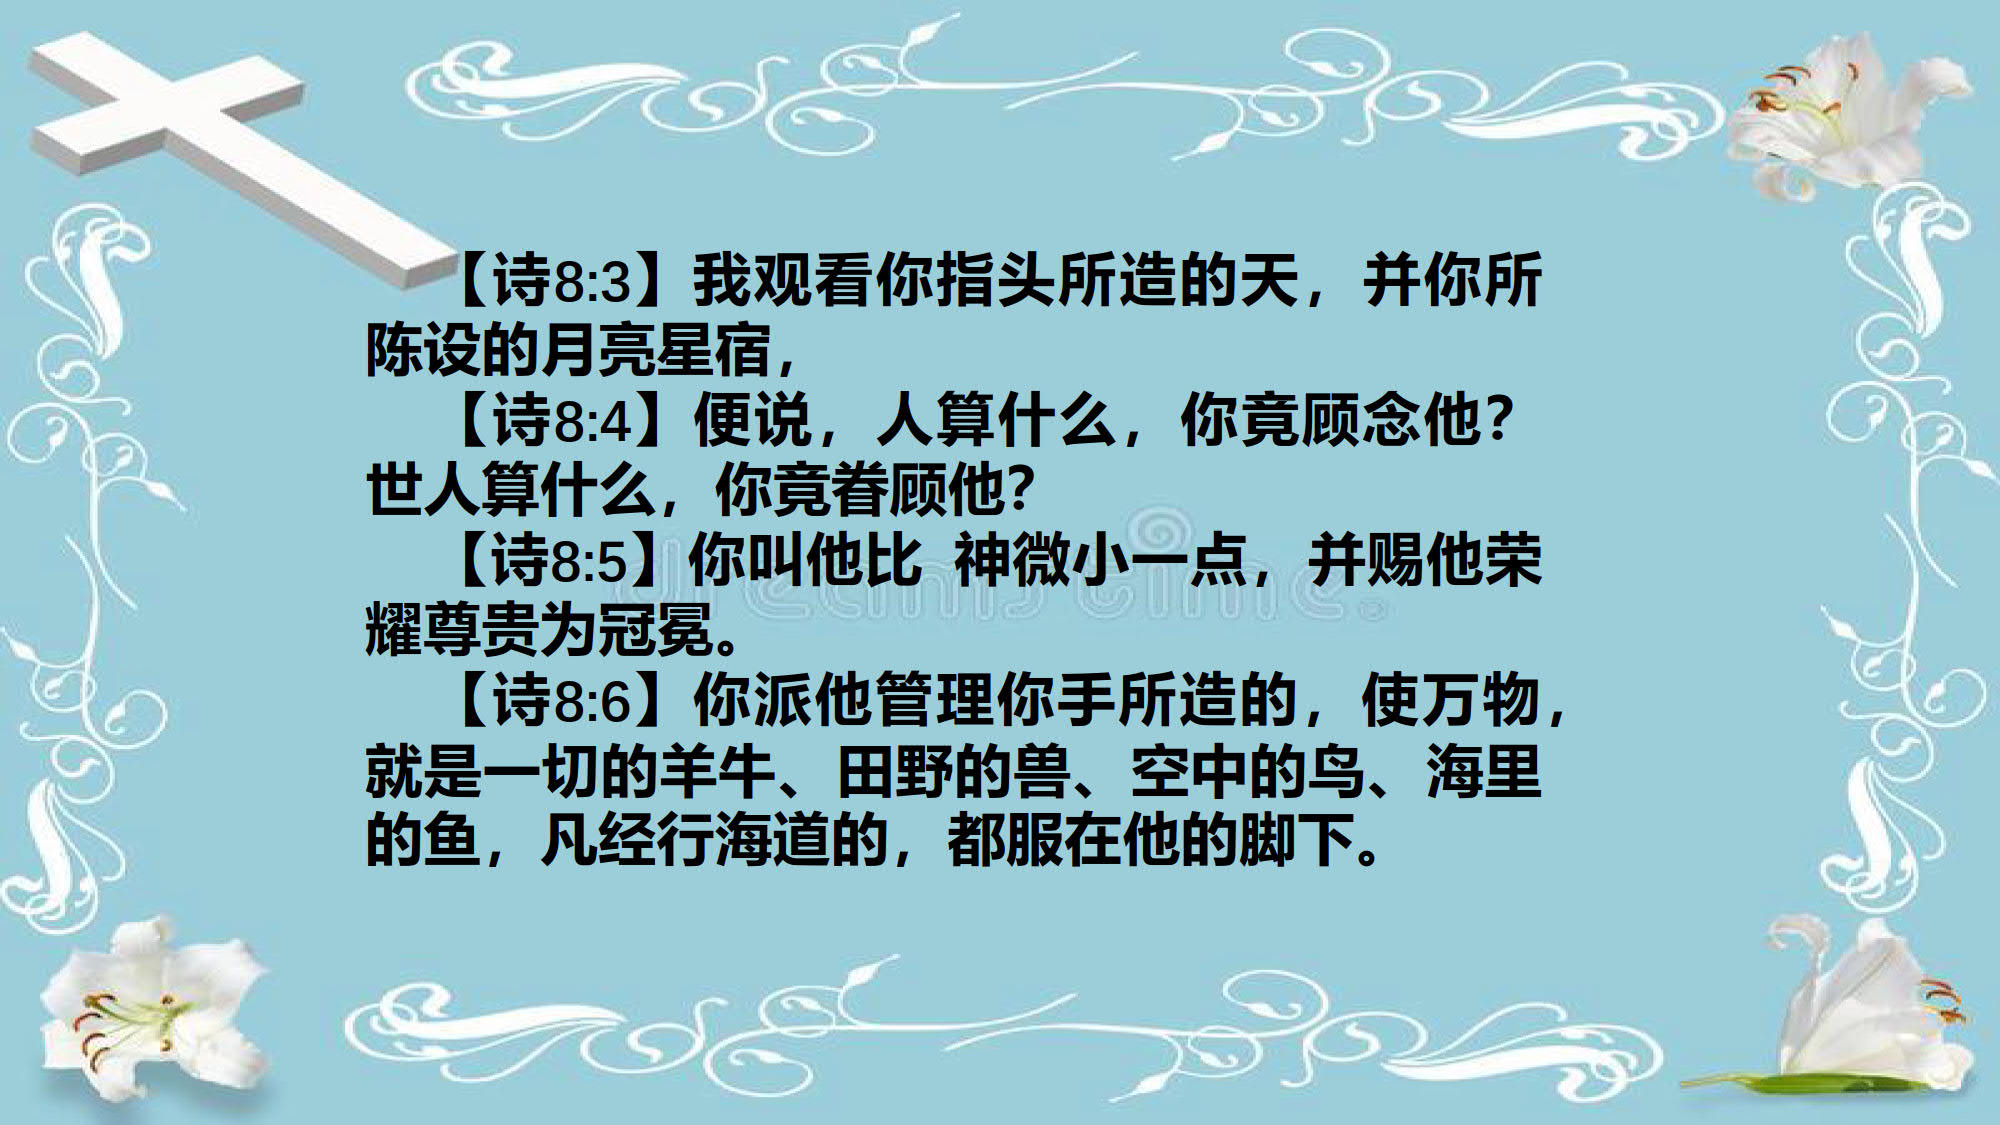 【诗8:3】我观看你指头所造的天，并你所
陈设的月亮星宿，
【诗8:4】便说，人算什么，你竟顾念他？
世人算什么，你竟眷顾他？
【诗8:5】你叫他比  神微小一点，并赐他荣
耀尊贵为冠冕。
【诗8:6】你派他管理你手所造的，使万物，
就是一切的羊牛、田野的兽、空中的鸟、海里
的鱼，凡经行海道的，都服在他的脚下。
dreamstime.